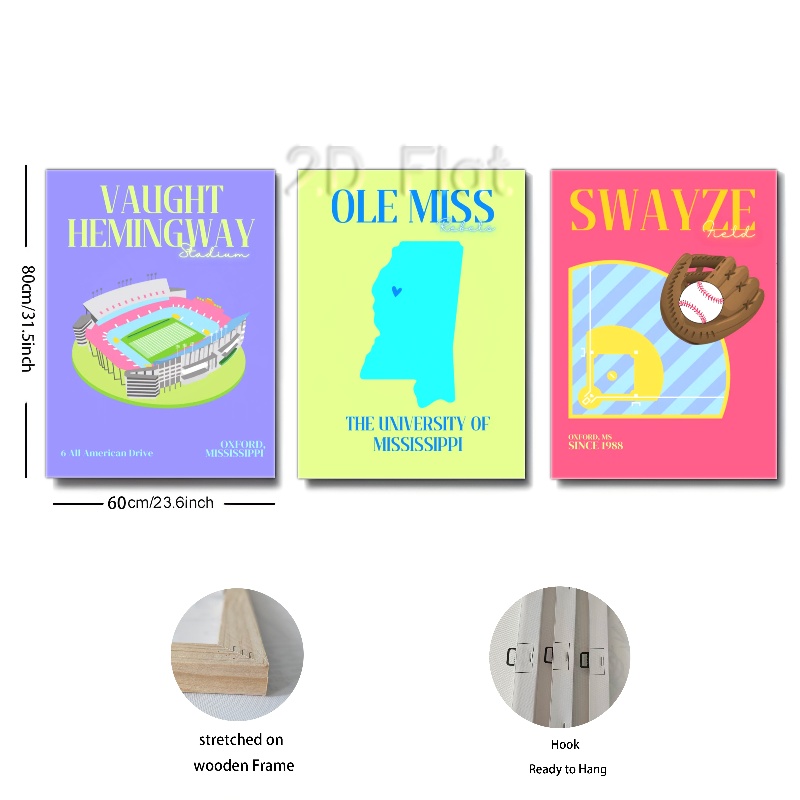 2D Flat
VAUGHT
HEMINGWAY
Stadium
6 All American Drive
OXFORD,
MISSISSIPPI
OLE MISS
Rebels
THE UNIVERSITY OF
MISSISSIPPI
SWAYZE
Field
OXFORD, MS
SINCE 1988
80cm/31.5inch
60cm/23.6inch
stretched on
wooden Frame
Hook
Ready to Hang